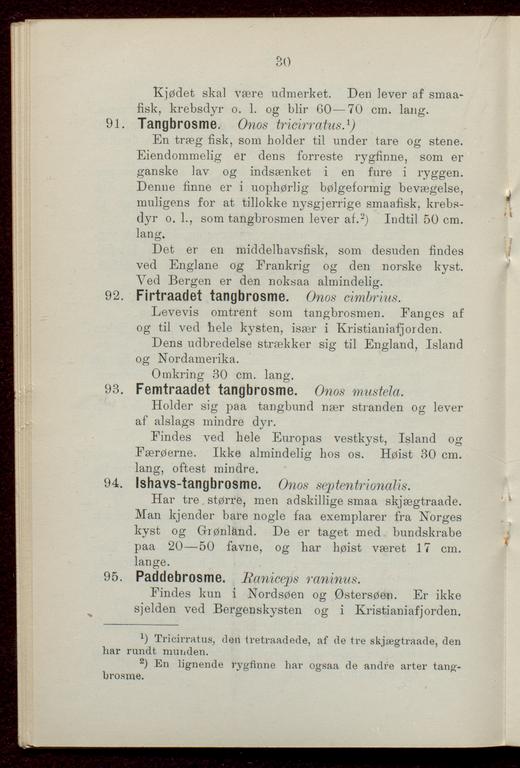 30
Kjødet skal være udmerket. Den lever af smaa-
fisk, krebsdyr o. l. og blir 60—70 cm. lang.
91. Tangbrosme. Onos tricirratus.¹)
En træg fisk, som holder til under tare og stene.
Eiendommelig er dens forreste rygfinne, som er
ganske lav og indsænket i en fure i ryggen.
Denne finne er i uophørlig bølgeformig bevægelse,
muligens for at tillokke nysgjerrige smaafisk, krebs-
dyr o. l., som tangbrosmen lever af.²) Indtil 50 cm.
lang.
Det er en middelhavsfisk, som desuden findes
ved Englane og Frankrig og den norske kyst.
Ved Bergen er den noksaa almindelig.
92. Firtraadet tangbrosme. Onos cimbrius.
Levevis omtrent som tangbrosmen. Fanges af
og til ved hele kysten, især i Kristianiafjorden.
Dens udbredelse strækker sig til England, Island
og Nordamerika.
Omkring 30 cm. lang.
93. Femtraadet tangbrosme. Onos mustela.
Holder sig paa tangbund nær stranden og lever
af alslags mindre dyr.
Findes ved hele Europas vestkyst, Island og
Færøerne. Ikke almindelig hos os. Høist 30 cm.
lang, oftest mindre.
94. Ishavs-tangbrosme. Onos septentrionalis.
Har tre større, men adskillige smaa skjægtraade.
Man kjender bare nogle faa exemplarer fra Norges
kyst og Grønland. De er taget med bundskrabe
paa 20—50 favne, og har høist været 17 cm.
lange.
95. Paddebrosme. Raniceps raninus.
Findes kun i Nordsøen og Østersøen. Er ikke
sjelden ved Bergenskysten og i Kristianiafjorden.
¹) Tricirratus, den tretraadede, af de tre skjægtraade, den
har rundt munden.
²) En lignende rygfinne har ogsaa de andre arter tang-
brosme.